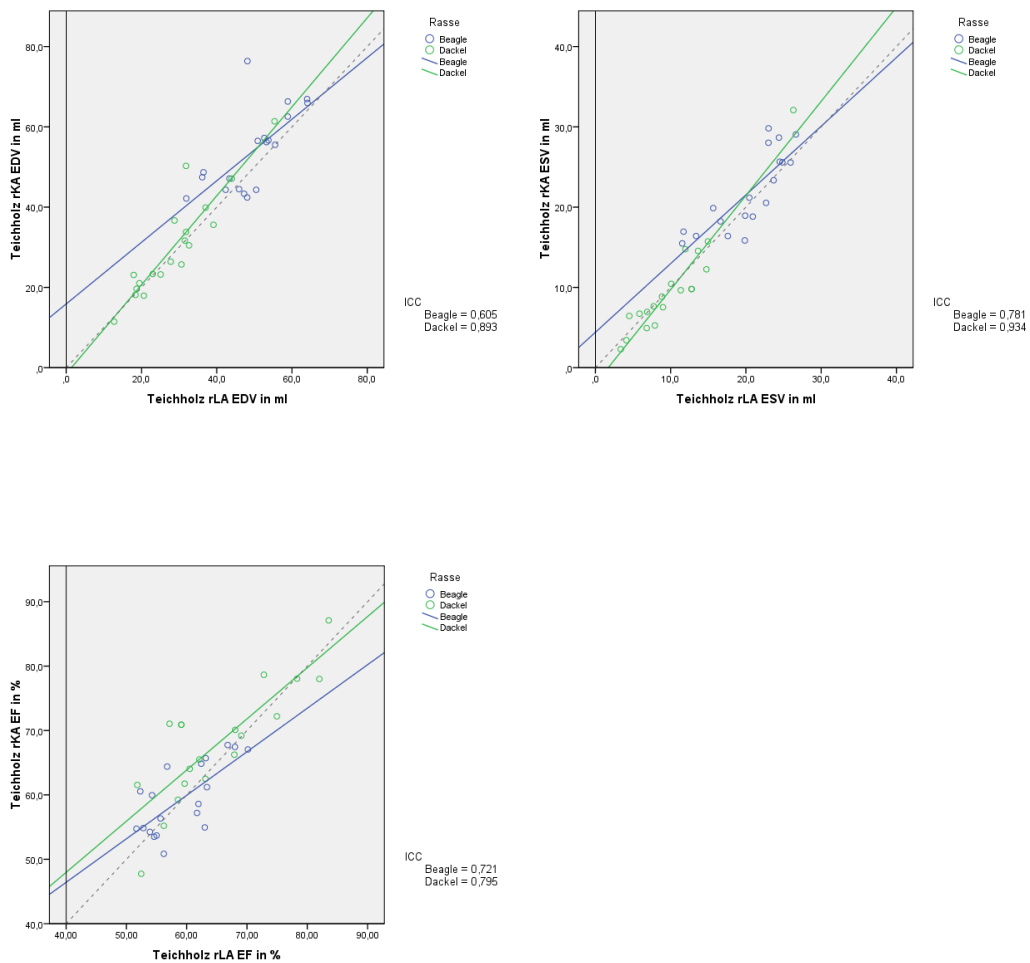 Rasse
Beagle
Dackel
Beagle
Dackel
80,0
60,0
40,0
20,0
,0
Teichholz rKA EDV in ml
,0 20,0 40,0 60,0 80,0
Teichholz rLA EDV in ml
ICC
Beagle = 0,605
Dackel = 0,893
Rasse
Beagle
Dackel
Beagle
Dackel
40,0
30,0
20,0
10,0
,0
Teichholz rKA ESV in ml
,0 10,0 20,0 30,0 40,0
Teichholz rLA ESV in ml
ICC
Beagle = 0,781
Dackel = 0,934
Rasse
Beagle
Dackel
Beagle
Dackel
90,0
80,0
70,0
60,0
50,0
40,0
Teichholz rKA EF in %
40,00 50,00 60,00 70,00 80,00 90,00
Teichholz rLA EF in %
ICC
Beagle = 0,721
Dackel = 0,795